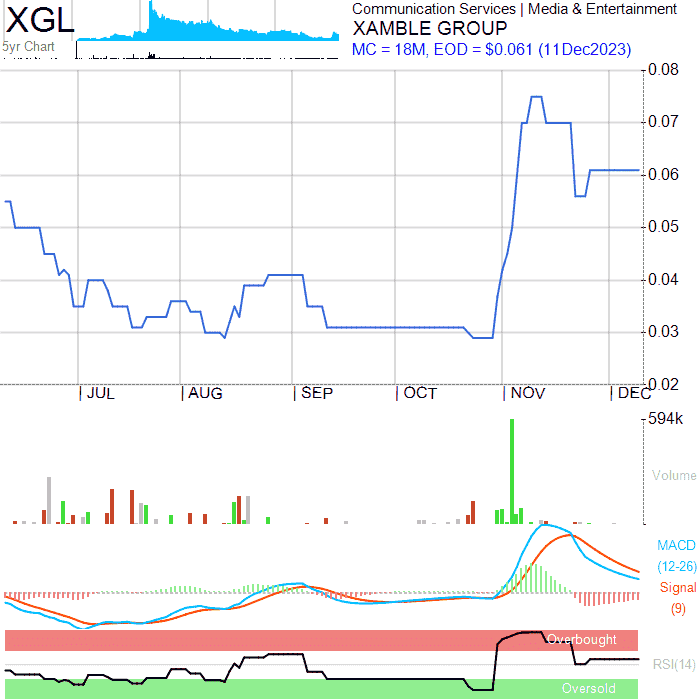 XGL
5yr Chart
Communication Services | Media & Entertainment
XAMBLE GROUP
MC = 18M, EOD = $0.061 (11Dec2023)
0.08
0.07
0.06
0.05
0.04
0.03
0.02
JUL AUG SEP OCT NOV DEC
594k
Volume
MACD
(12-26)
Signal
(9)
Overbought
RSI(14)
Oversold